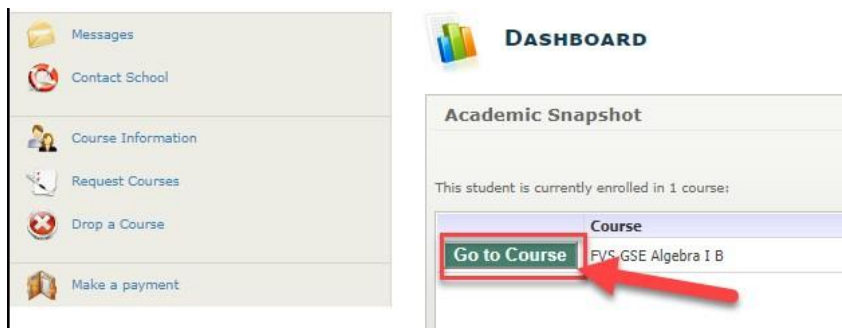 Messages
Contact School
Course Information
Request Courses
Drop a Course
Make a payment
DASHBOARD
Academic Snapshot
This student is currently enrolled in 1 course:
Course
Go to Course FVS-GSE Algebra I B